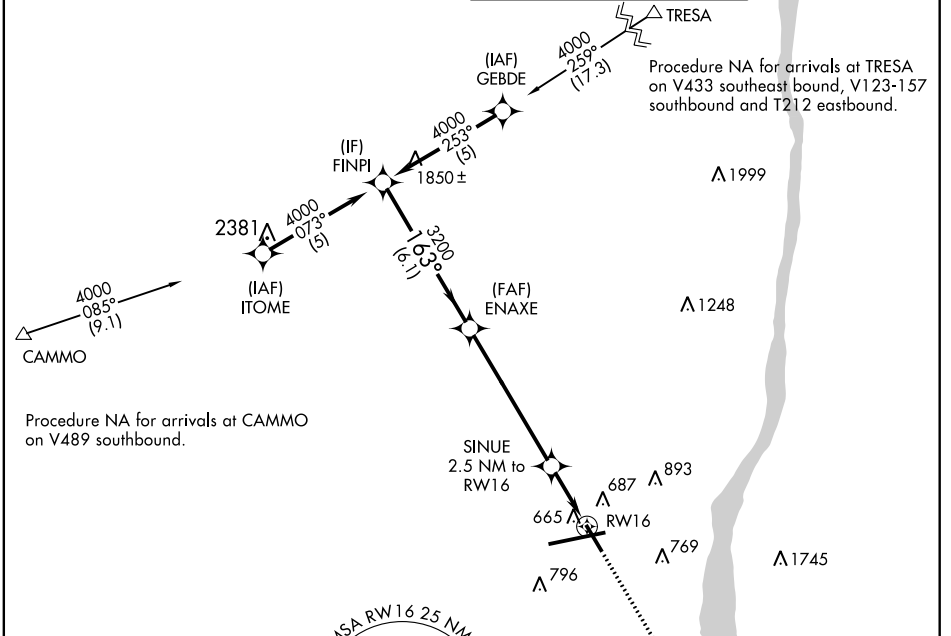 TRESA
4000
259°
(17.3)
(IAF)
GEBDE
Procedure NA for arrivals at TRESA
on V433 southeast bound, V123-157
southbound and T212 eastbound.
4000
253°
(5)
(IF)
FINPI
1850 ±
1999
2381
4000
073°
(5)
3200
163°
(6.1)
(IAF)
ITOME
4000
085°
(9.1)
CAMMO
(FAF)
ENAXE
1248
Procedure NA for arrivals at CAMMO
on V489 southbound.
SINUE
2.5 NM to
RW16
687
893
665
RW16
769
1745
796
MSA RW16 25 NM